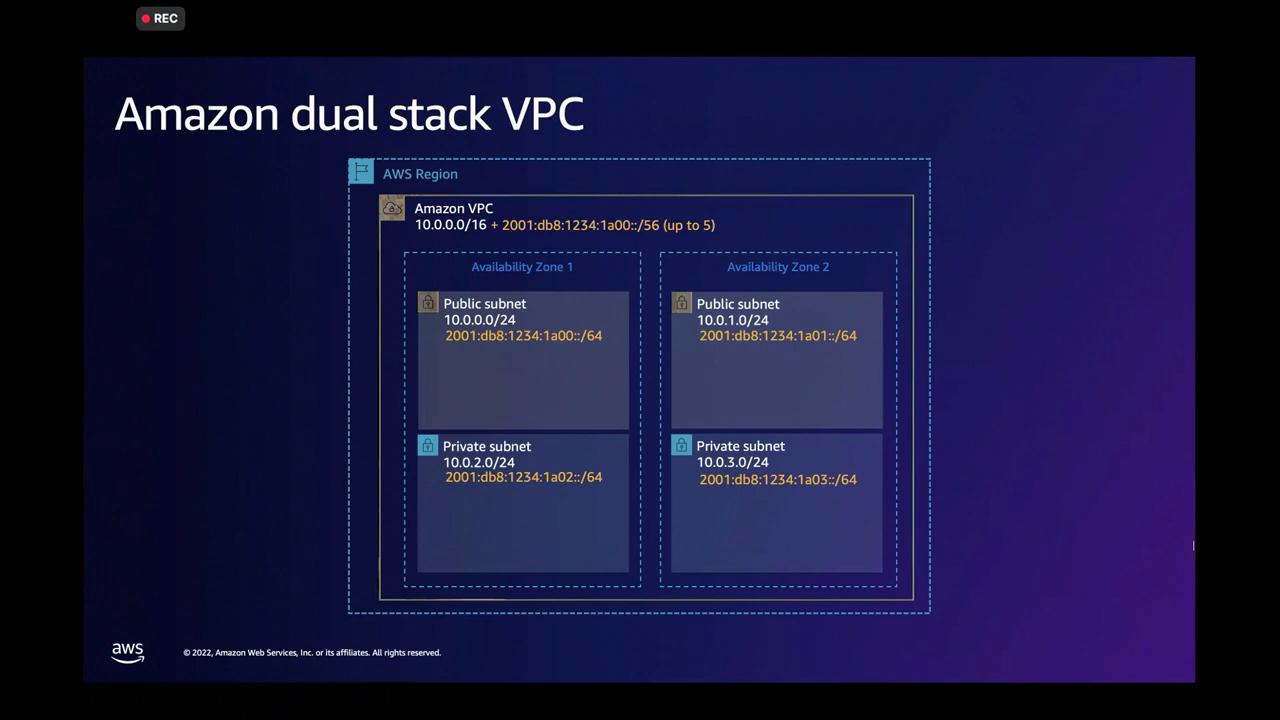 REC
Amazon dual stack VPC
AWS Region
Amazon VPC
10.0.0.0/16 + 2001:db8:1234:1a00::/56 (up to 5)
Availability Zone 1
Public subnet
10.0.0.0/24
2001:db8:1234:1a00::/64
Private subnet
10.0.2.0/24
2001:db8:1234:1a02::/64
Availability Zone 2
Public subnet
10.0.1.0/24
2001:db8:1234:1a01::/64
Private subnet
10.0.3.0/24
2001:db8:1234:1a03::/64
aws
© 2022, Amazon Web Services, Inc. or its affiliates. All rights reserved.